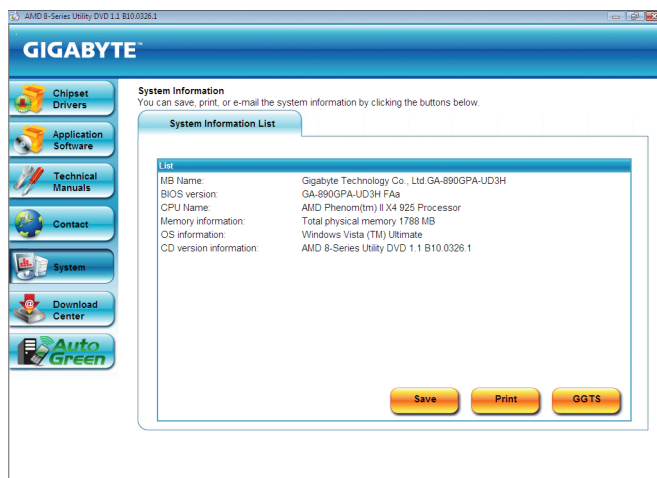 AMD 8-Series Utility DVD 1.1 B10.0326.1
GIGABYTE™
Chipset
Drivers
Application
Software
Technical
Manuals
Contact
System
Download
Center
Auto
Green
System Information
You can save, print, or e-mail the system information by clicking the buttons below.
System Information List
List
MB Name: Gigabyte Technology Co., Ltd.GA-890GPA-UD3H
BIOS version: GA-890GPA-UD3H FAa
CPU Name: AMD Phenom(tm) II X4 925 Processor
Memory information: Total physical memory 1788 MB
OS information: Windows Vista (TM) Ultimate
CD version information: AMD 8-Series Utility DVD 1.1 B10.0326.1
Save Print GGTS